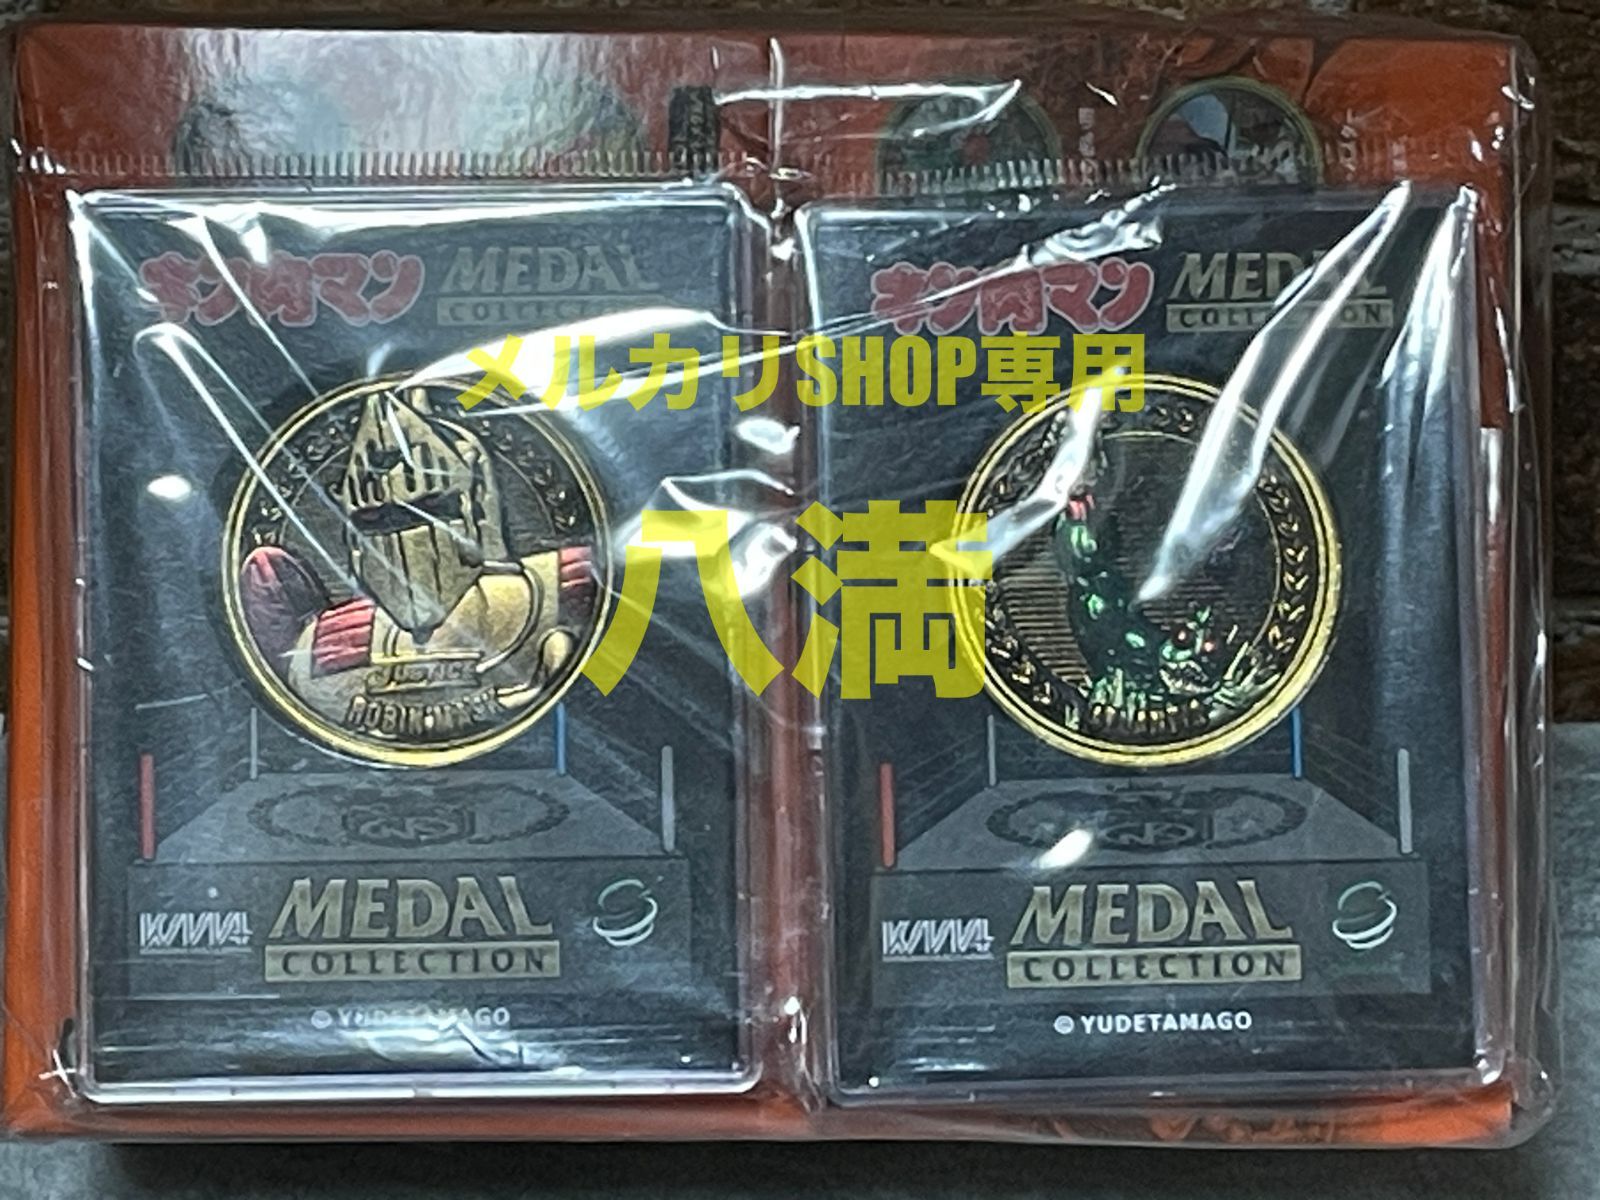 キン肉マン MEDAL
COLLECTION
キン肉マン MEDAL
COLLECTION
メルカリSHOP専用
八満
JUSTICE
ROBIN MASK
ATLANTIS
MEDAL
COLLECTION
© YUDETAMAGO
MEDAL
COLLECTION
© YUDETAMAGO